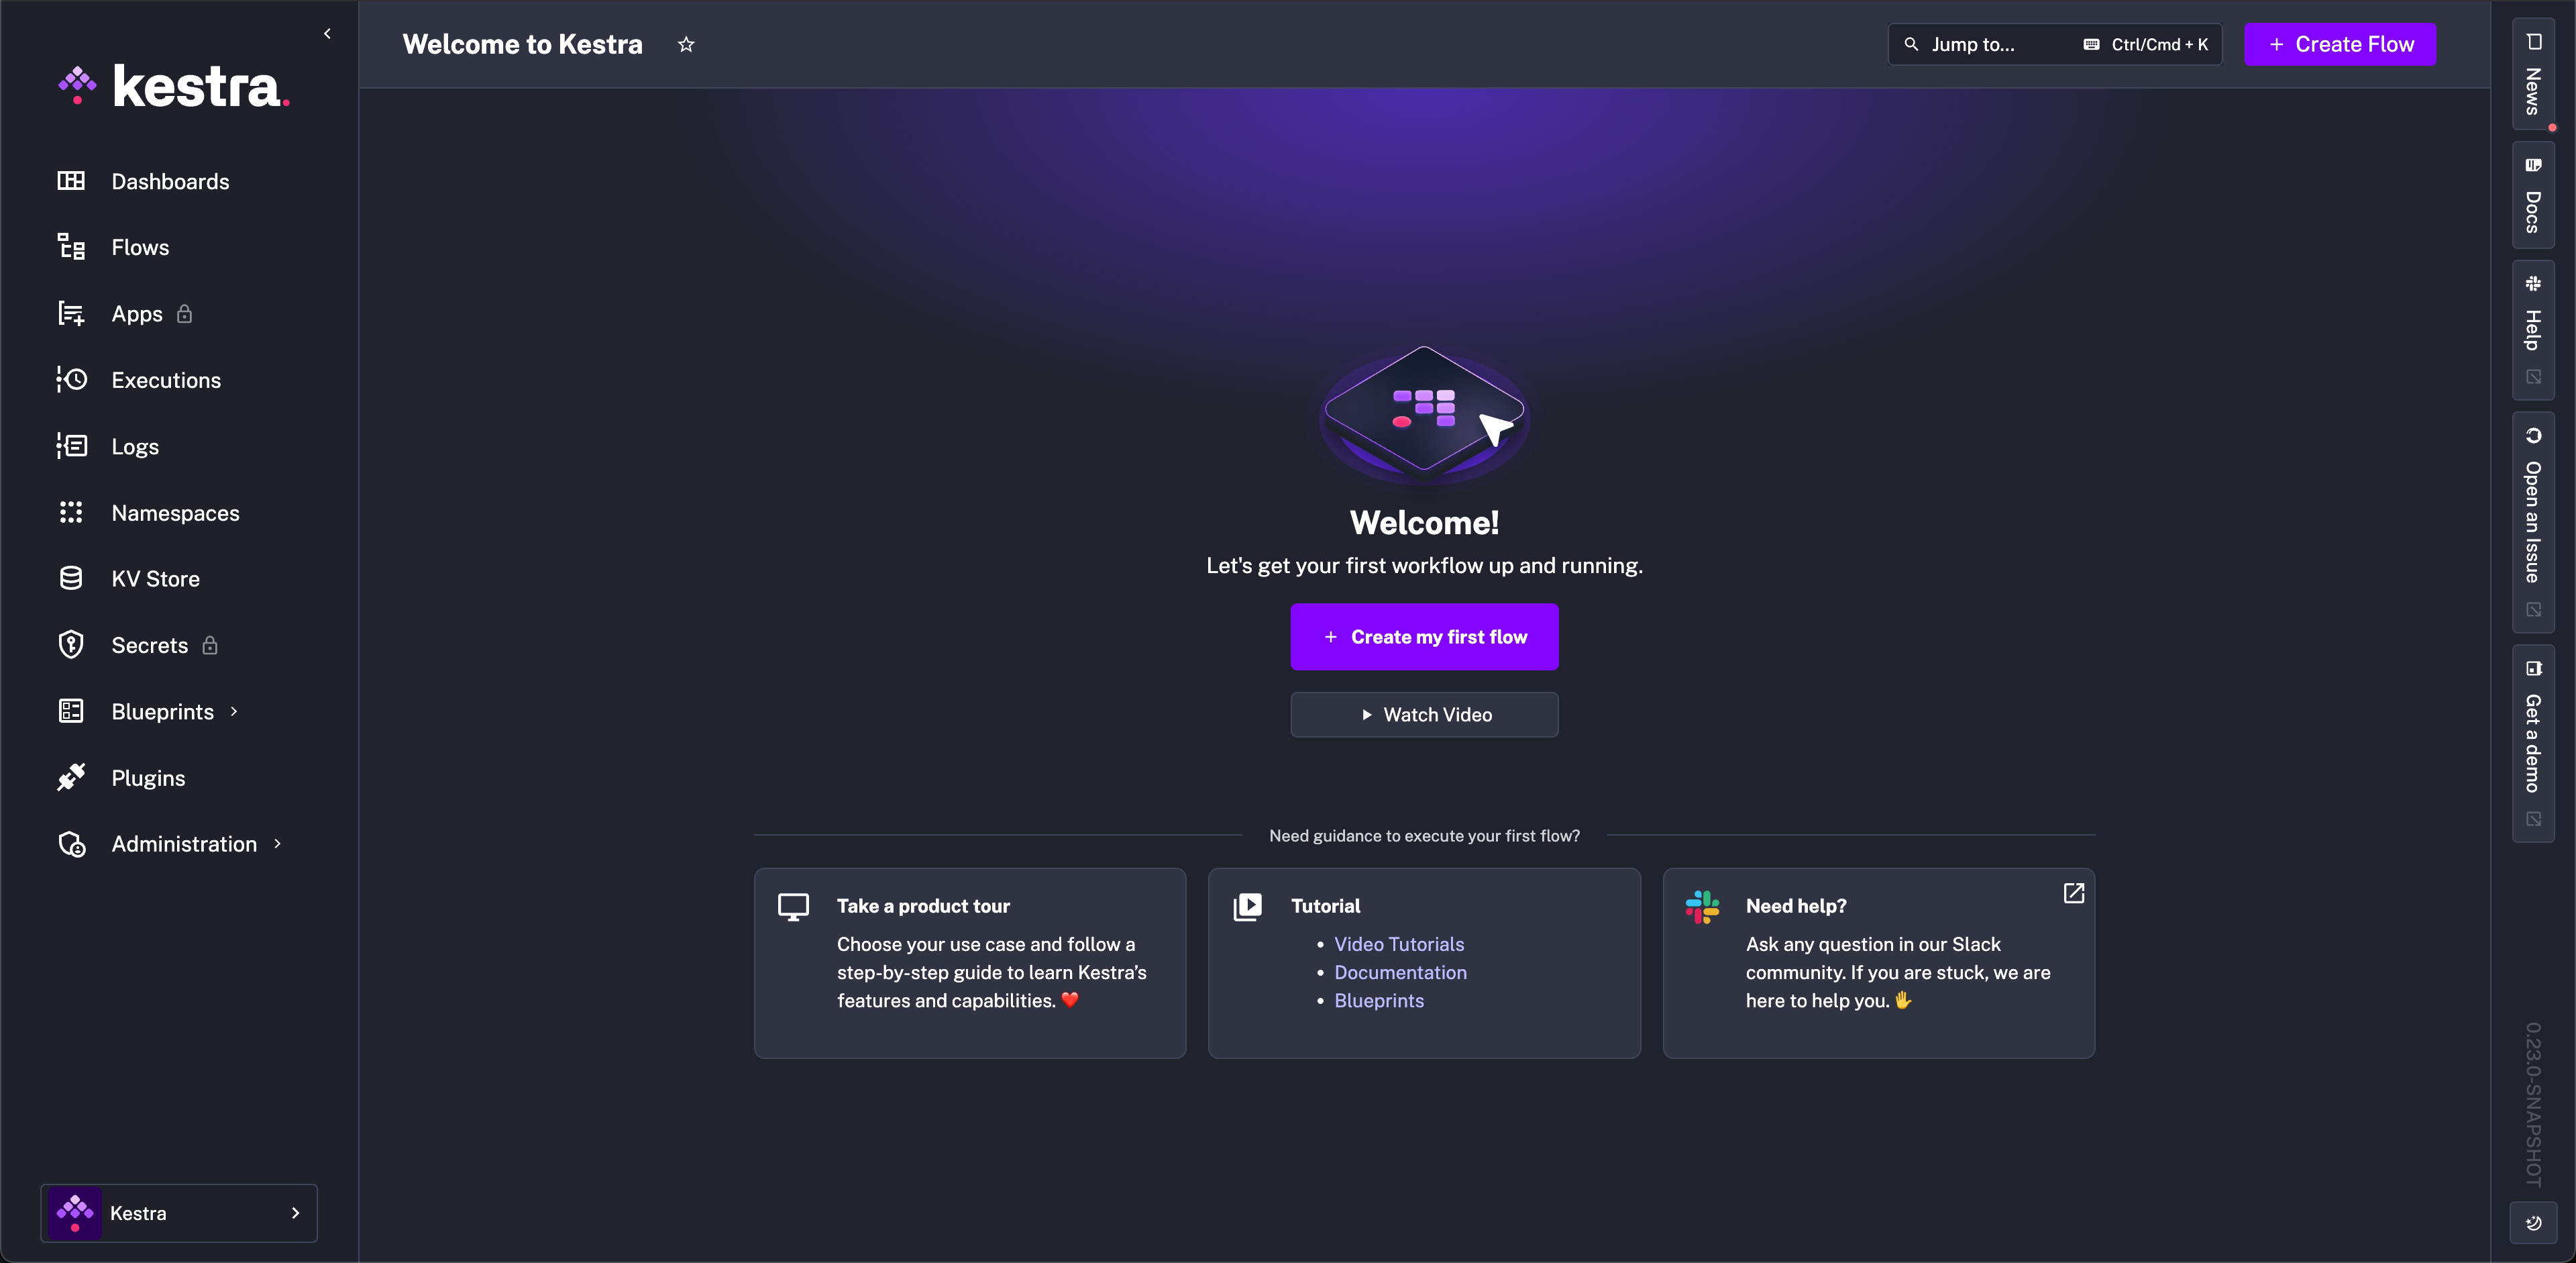 kestra.
Dashboards
Flows
Apps
Executions
Logs
Namespaces
KV Store
Secrets
Blueprints
Plugins
Administration
Kestra
Welcome to Kestra
Jump to...
Ctrl/Cmd + K
+ Create Flow
Welcome!
Let's get your first workflow up and running.
+ Create my first flow
Watch Video
Need guidance to execute your first flow?
Take a product tour
Choose your use case and follow a
step-by-step guide to learn Kestra’s
features and capabilities. ❤️
Tutorial
• Video Tutorials
• Documentation
• Blueprints
Need help?
Ask any question in our Slack
community. If you are stuck, we are
here to help you. 🖐
News
Docs
Help
Open an Issue
Get a demo
0.23.0-SNAPSHOT